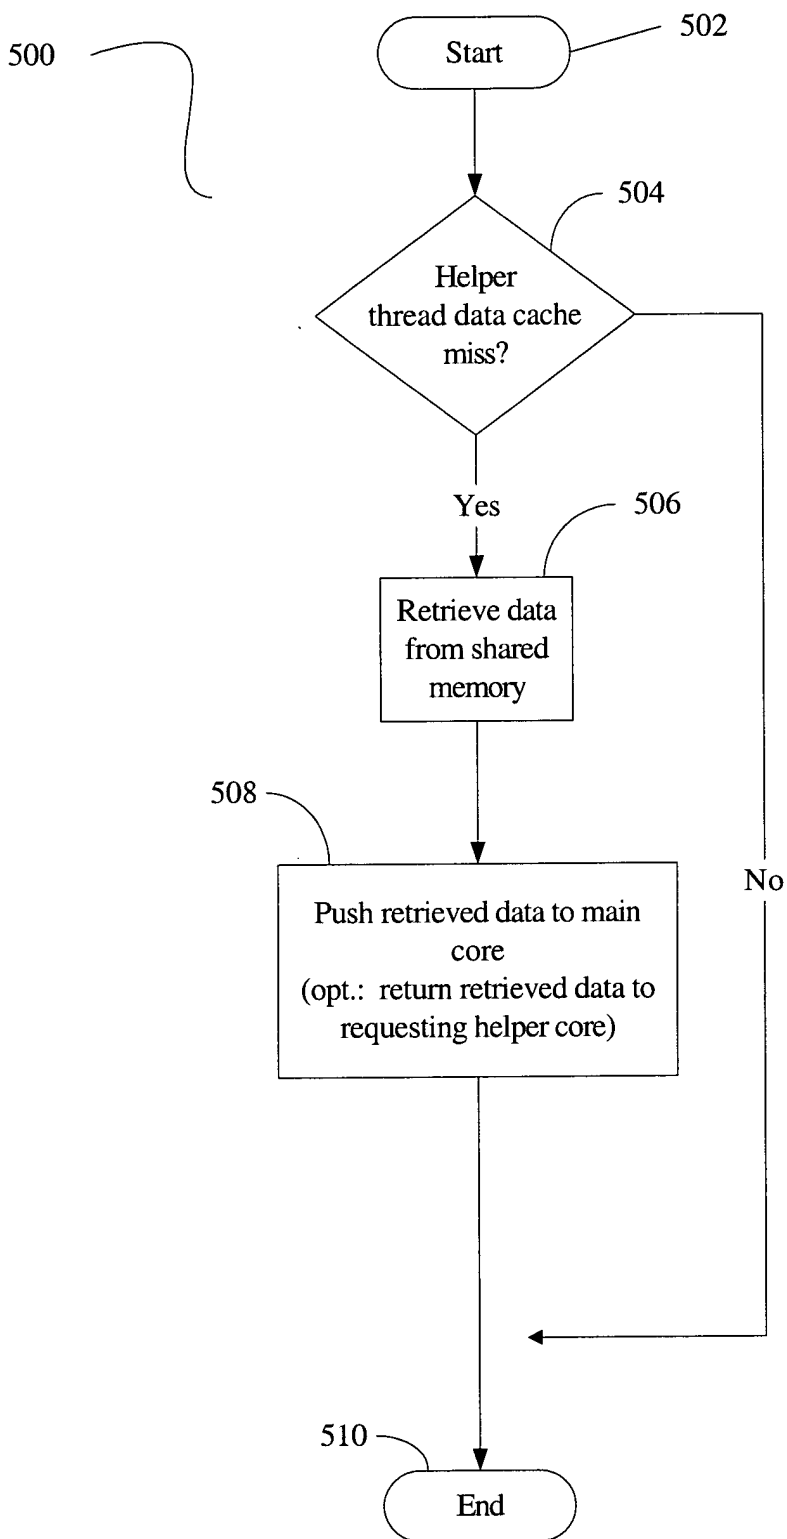 500
Start
502
504
Helper
thread data cache
miss?
Yes
506
Retrieve data
from shared
memory
508
No
Push retrieved data to main
core
(opt.: return retrieved data to
requesting helper core)
510
End